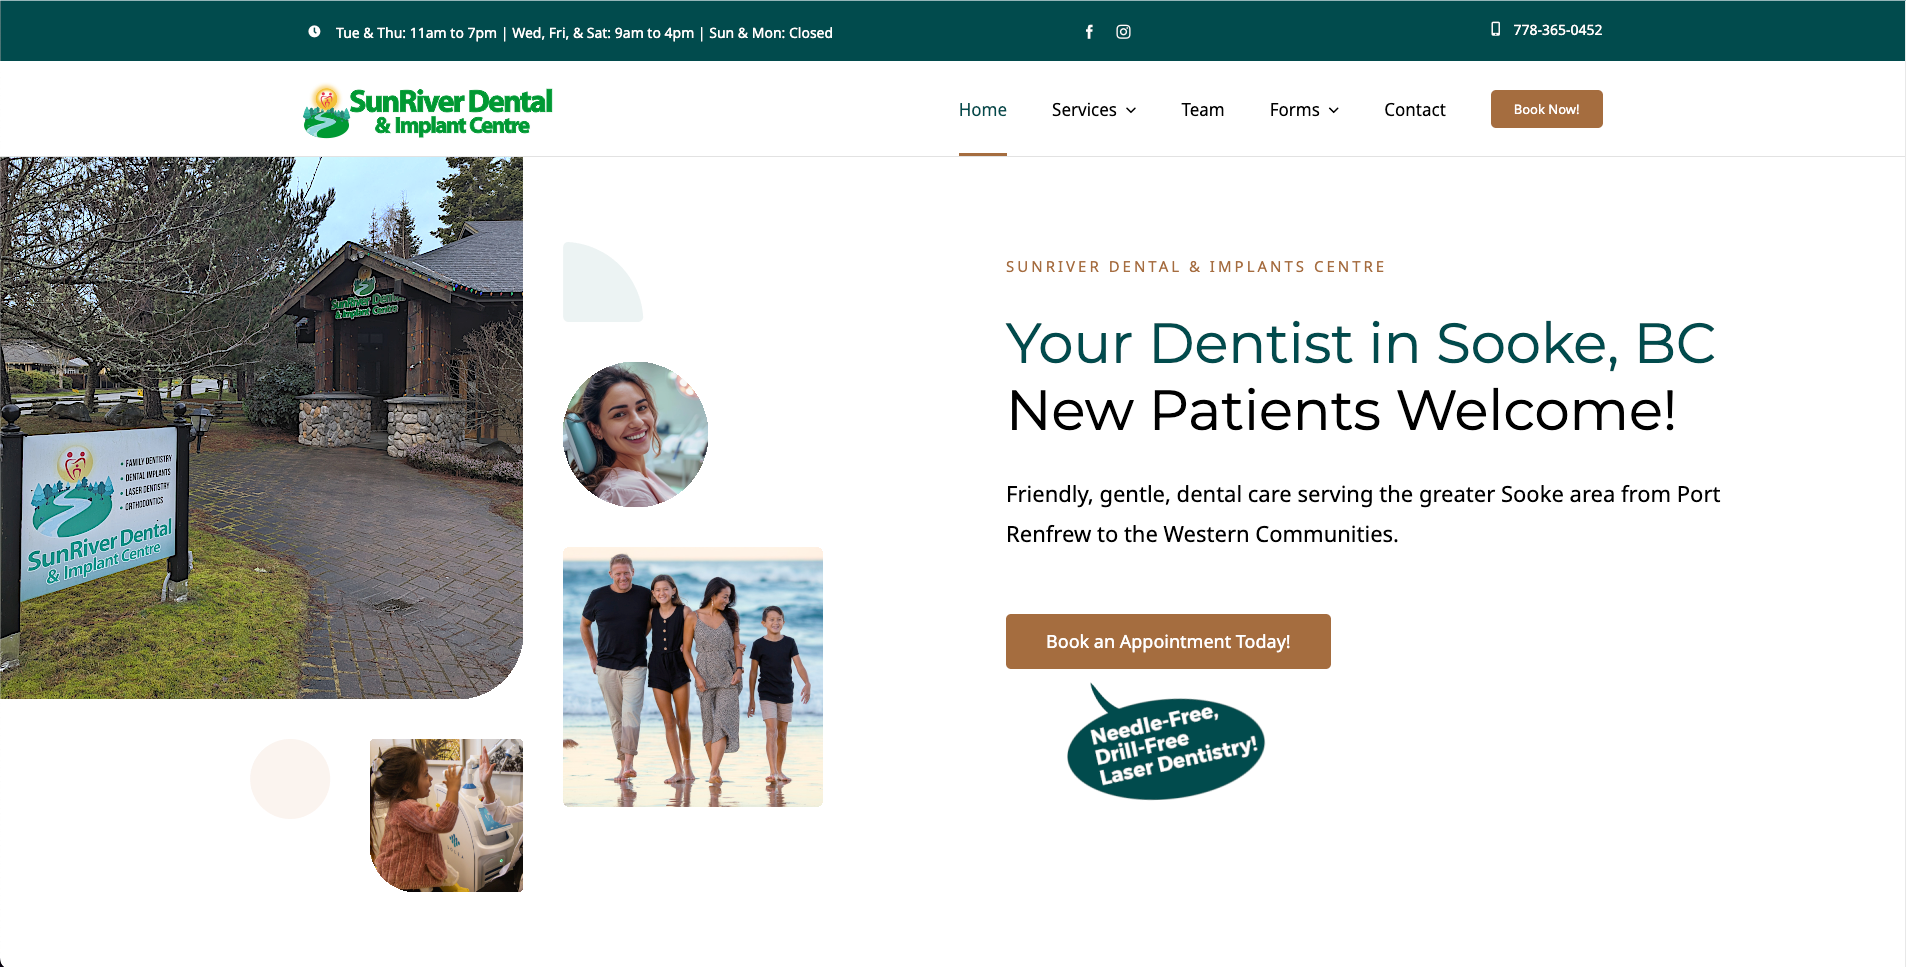 Tue & Thu: 11am to 7pm | Wed, Fri, & Sat: 9am to 4pm | Sun & Mon: Closed
778-365-0452
SunRiver Dental
& Implant Centre
Home
Services
Team
Forms
Contact
Book Now!
SunRiver Dental
& Implant Centre
• FAMILY DENTISTRY
• DENTAL IMPLANTS
• LASER DENTISTRY
• ORTHODONTICS
SunRiver Dental
& Implant Centre
SUNRIVER DENTAL & IMPLANTS CENTRE
Your Dentist in Sooke, BC
New Patients Welcome!
Friendly, gentle, dental care serving the greater Sooke area from Port
Renfrew to the Western Communities.
Book an Appointment Today!
Needle-Free,
Drill-Free
Laser Dentistry!